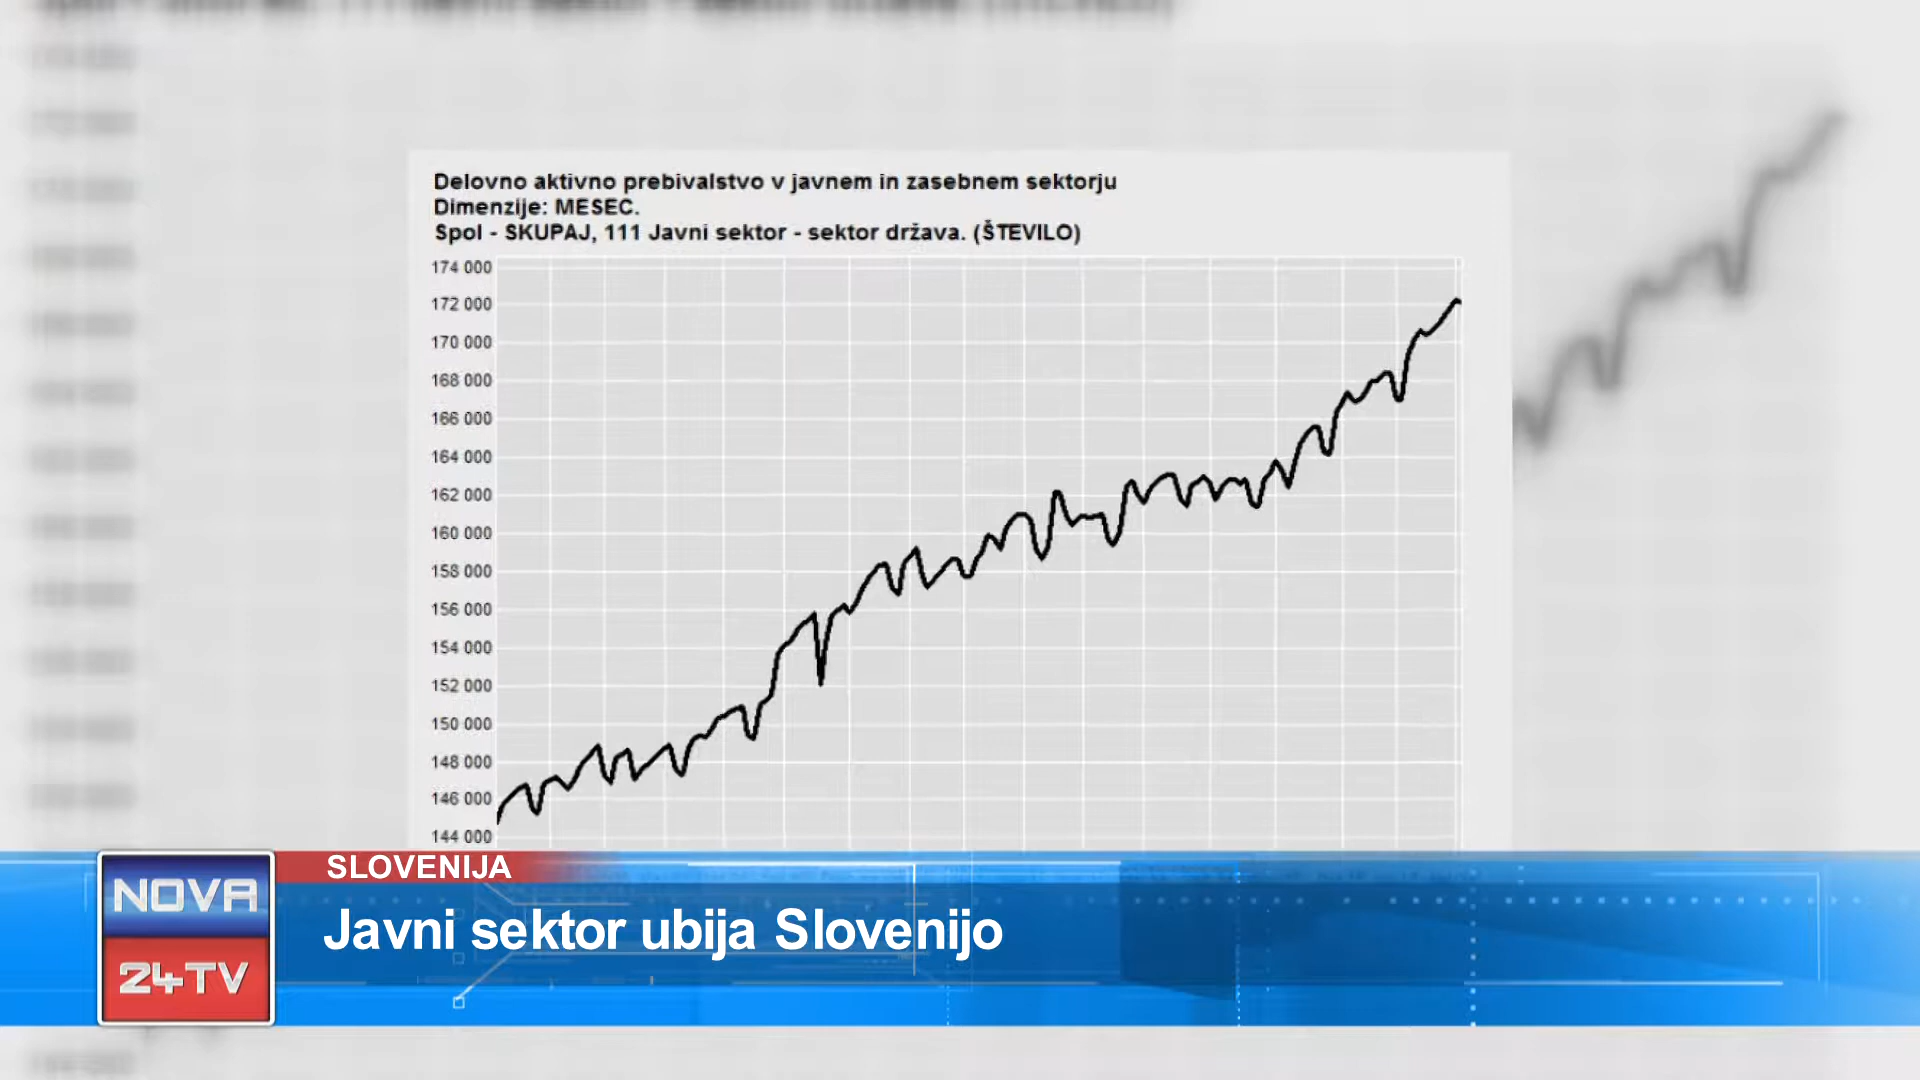 Delovno aktivno prebivalstvo v javnem in zasebnem sektorju
Dimenzije: MESEC.
Spol - SKUPAJ, 111 Javni sektor - sektor država. (ŠTEVILO)
174 000
172 000
170 000
168 000
166 000
164 000
162 000
160 000
158 000
156 000
154 000
152 000
150 000
148 000
146 000
144 000
SLOVENIJA
NOVA
24TV
Javni sektor ubija Slovenijo